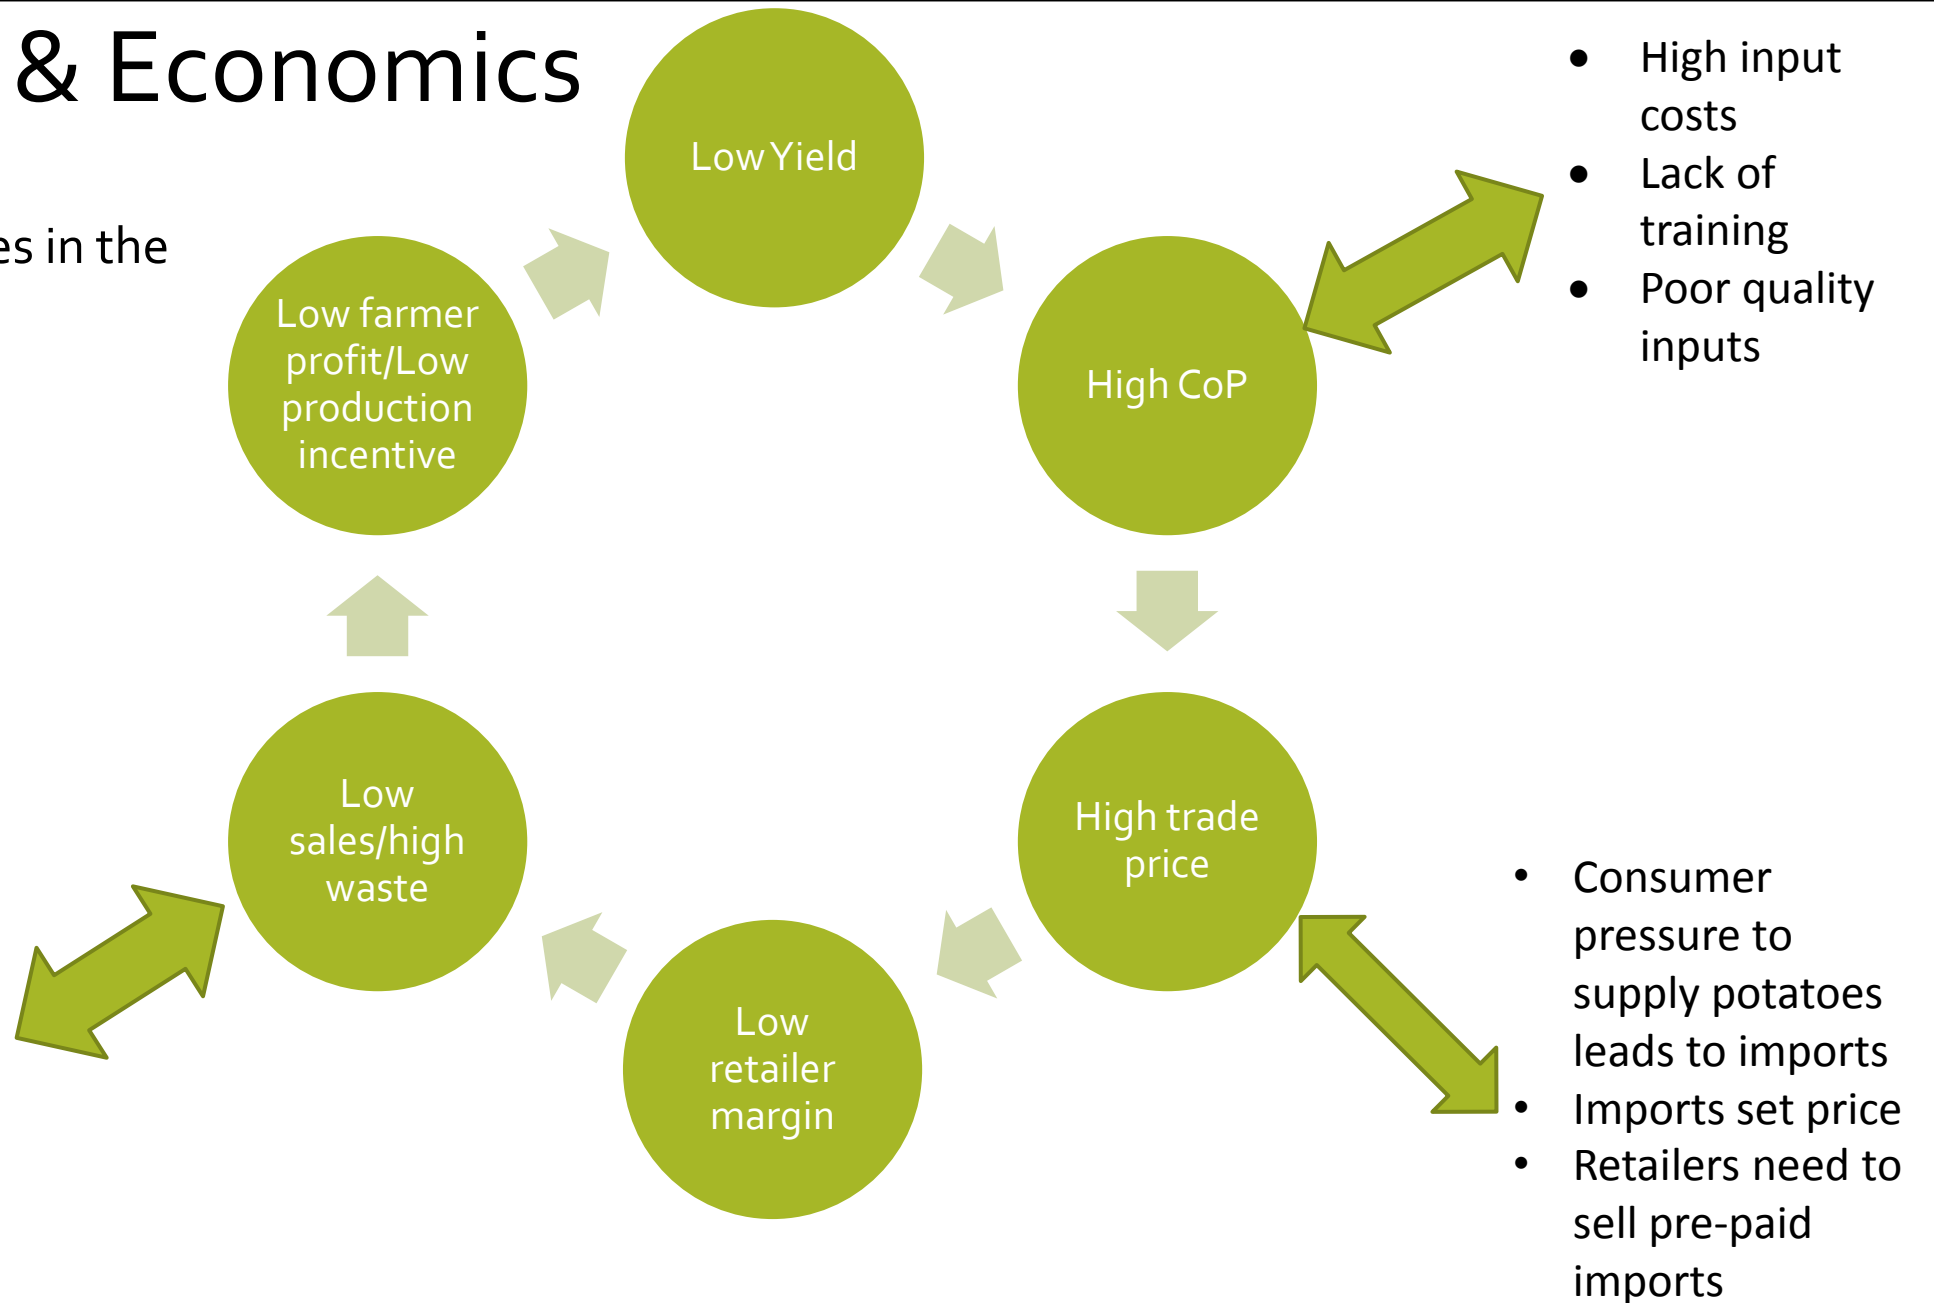 & Economics
es in the
Low Yield
High CoP
High trade
price
Low
retailer
margin
Low
sales/high
waste
Low farmer
profit/Low
production
incentive
• High input
costs
• Lack of
training
• Poor quality
inputs
• Consumer
pressure to
supply potatoes
leads to imports
• Imports set price
• Retailers need to
sell pre-paid
imports